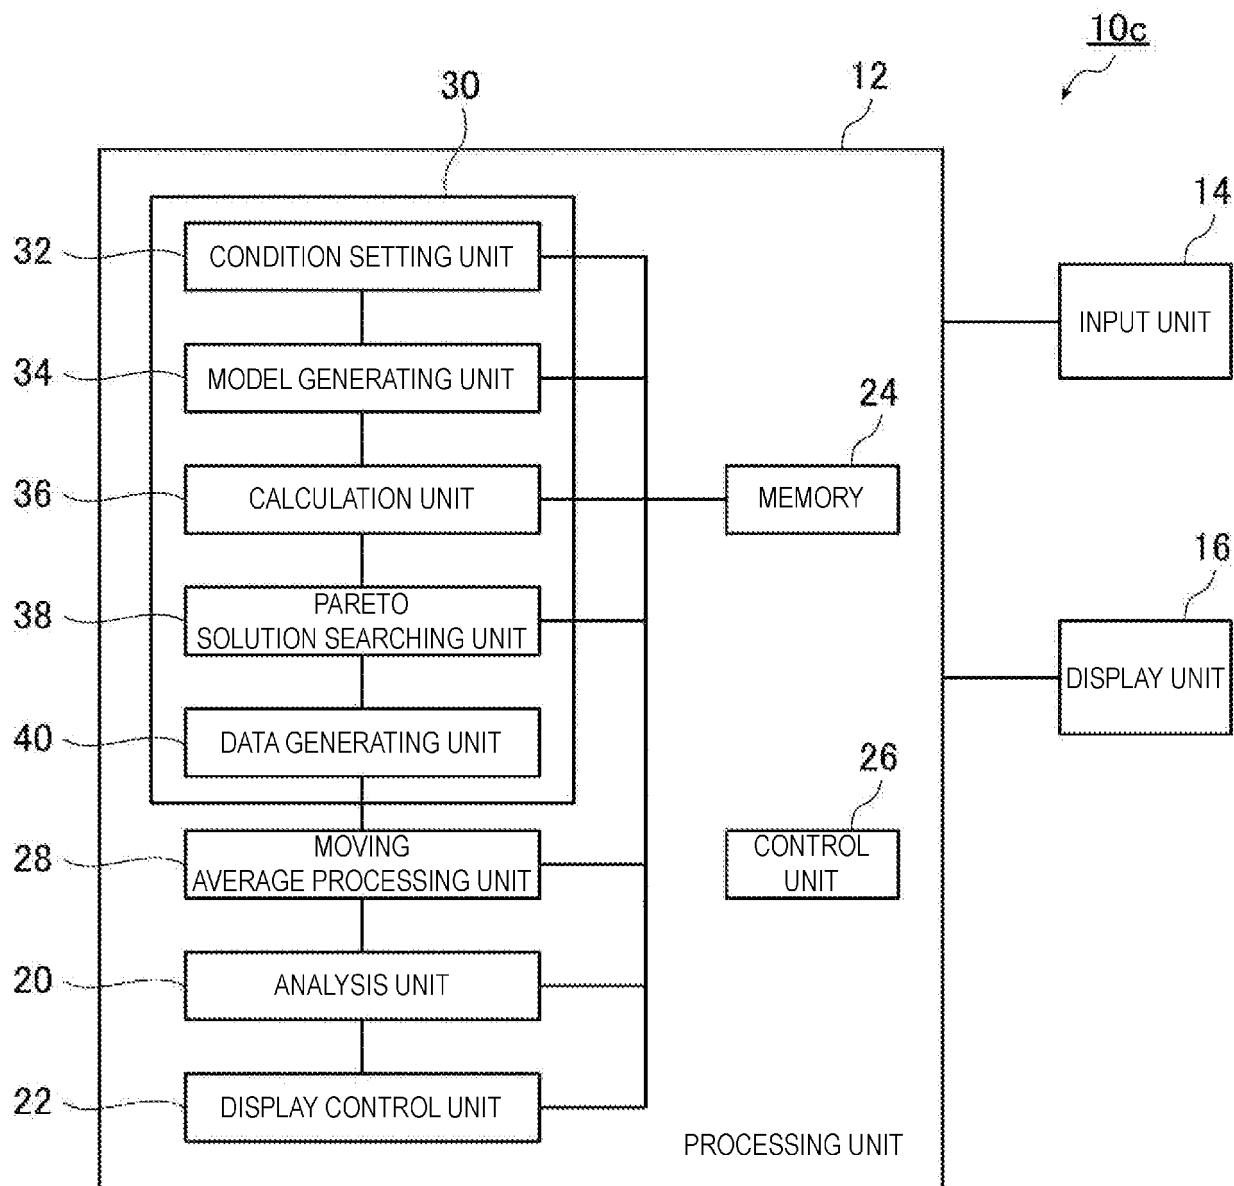 10c
12
30
14
32
CONDITION SETTING UNIT
INPUT UNIT
34
MODEL GENERATING UNIT
24
36
CALCULATION UNIT
MEMORY
16
38
PARETO
SOLUTION SEARCHING UNIT
DISPLAY UNIT
40
DATA GENERATING UNIT
26
28
MOVING
AVERAGE PROCESSING UNIT
CONTROL
UNIT
20
ANALYSIS UNIT
22
DISPLAY CONTROL UNIT
PROCESSING UNIT